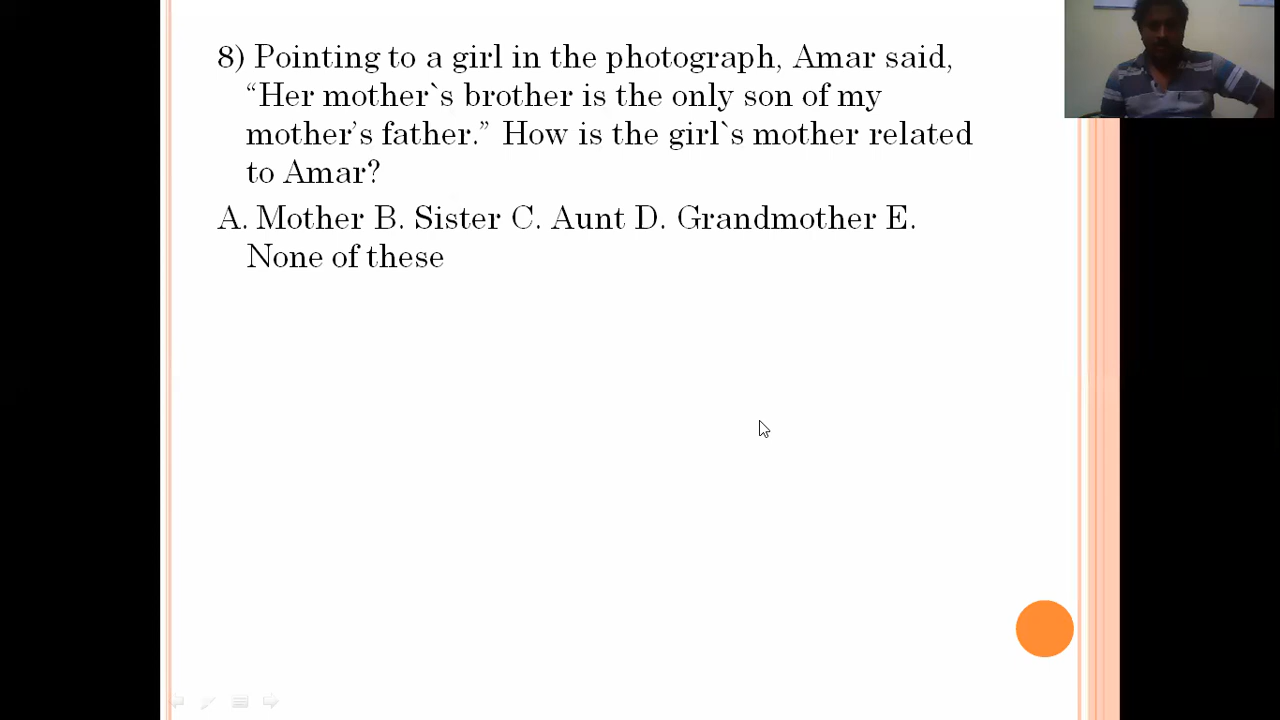 8) Pointing to a girl in the photograph, Amar said,
“Her mother`s brother is the only son of my
mother’s father.” How is the girl`s mother related
to Amar?
A. Mother B. Sister C. Aunt D. Grandmother E.
None of these